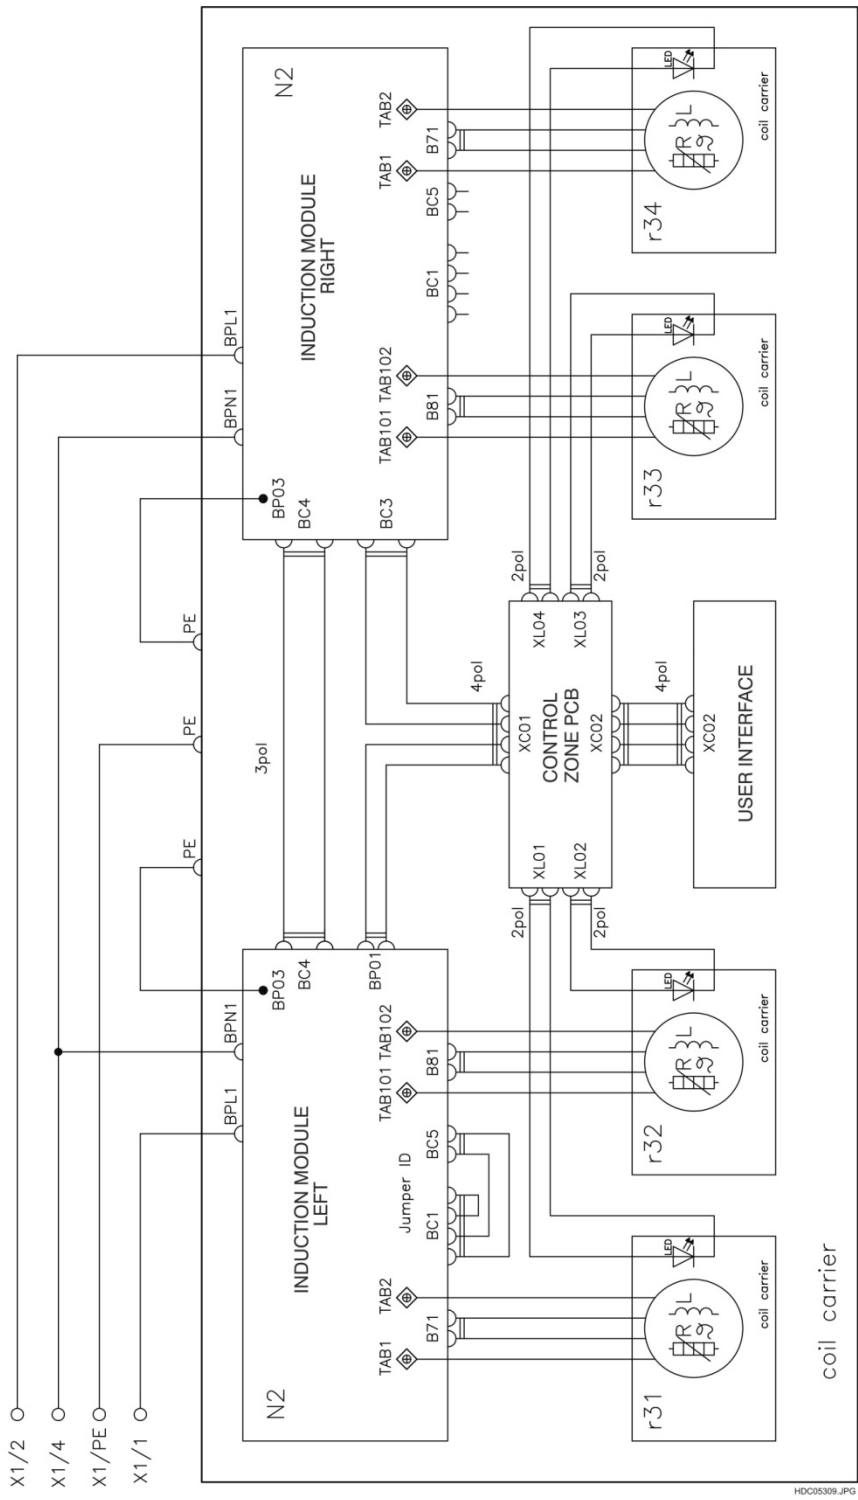 X1/2
X1/4
X1/PE
X1/1
N2
INDUCTION MODULE
LEFT
BPL1
BPN1
BP03
BC4
BP01
TAB1
TAB2
B71
Jumper ID
BC1
BC5
TAB101
TAB102
B81
PE
PE
PE
3pol
N2
INDUCTION MODULE
RIGHT
BPN1
BPL1
BP03
BC4
BC3
TAB101
TAB102
B81
BC1
BC5
TAB1
TAB2
B71
4pol
XC01
CONTROL
ZONE PCB
XC02
XL01
XL02
XL04
XL03
2pol
2pol
2pol
2pol
4pol
XC02
USER INTERFACE
r31
LED
R
L
ϑ
coil carrier
r32
LED
R
L
ϑ
coil carrier
r33
LED
R
L
ϑ
coil carrier
r34
LED
R
L
ϑ
coil carrier
coil carrier
HDC05309.JPG